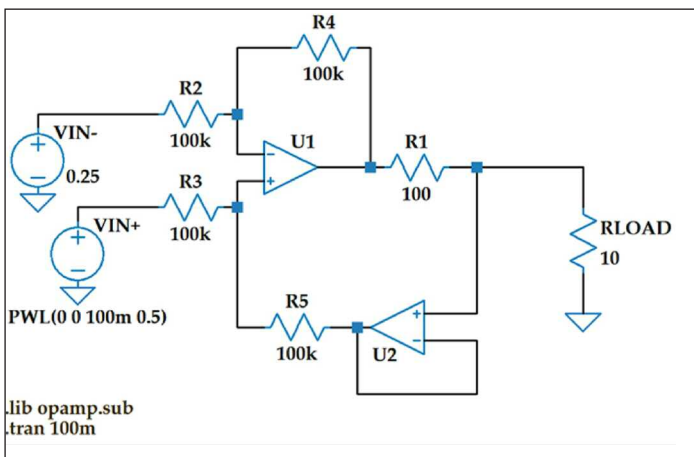 R4
100k
R2
100k
VIN-
0.25
U1
R1
100
R3
100k
VIN+
RLOAD
10
PWL(0 0 100m 0.5)
R5
100k
U2
.lib opamp.sub
.tran 100m